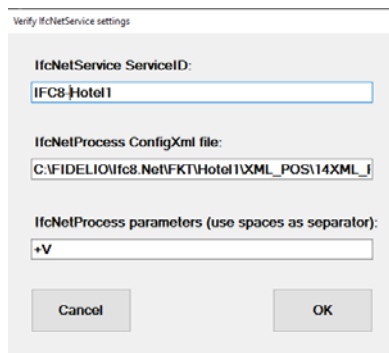 Verify IfcNetService settings
IfcNetService ServiceID:
IFC8-Hotel1
IfcNetProcess ConfigXml file:
C:\FIDELIO\Ifc8.Net\FKT\Hotel1\XML_POS\14XML_
IfcNetProcess parameters (use spaces as separator):
+V
Cancel
OK